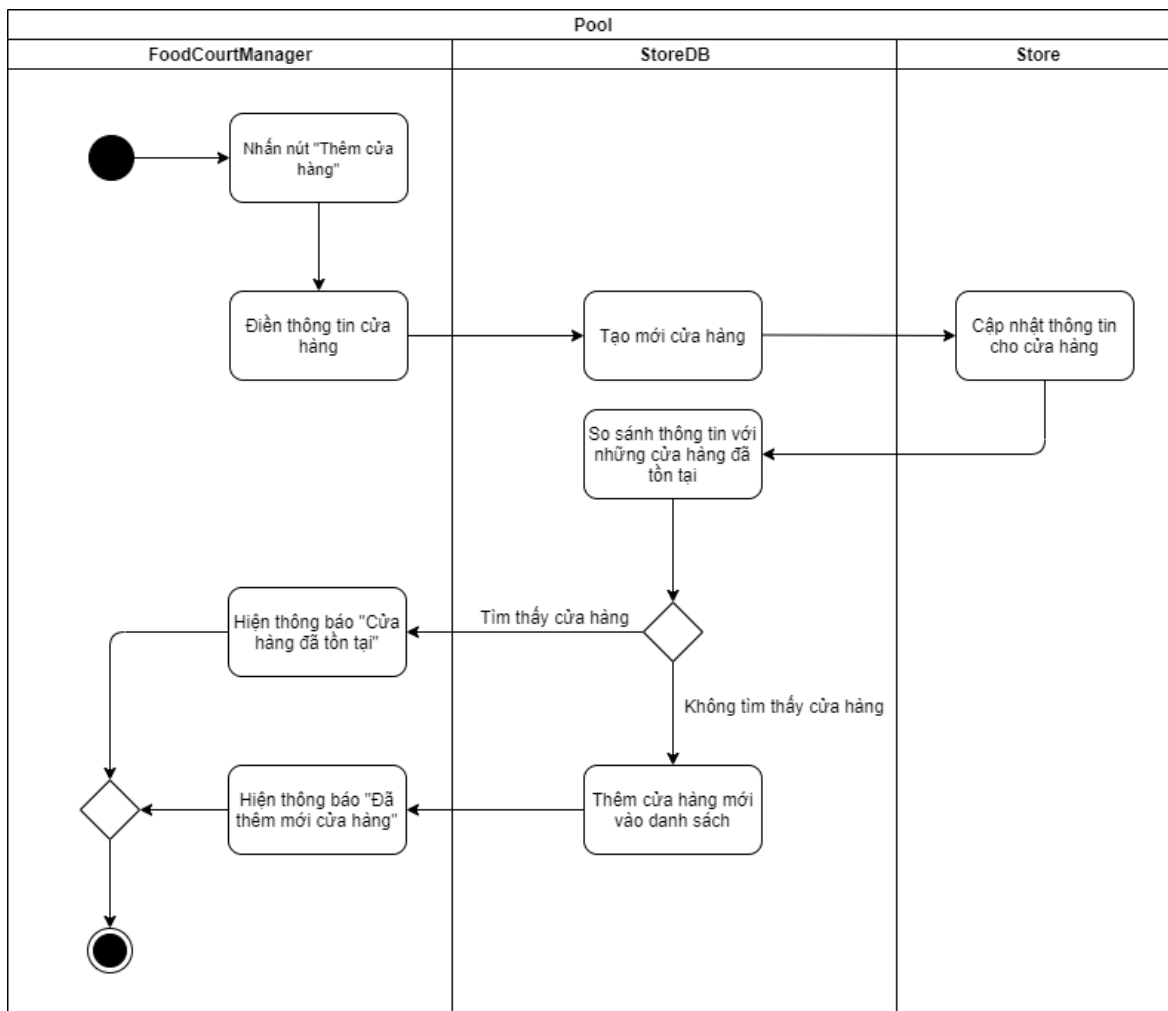 Pool
FoodCourtManager
StoreDB
Store
Nhấn nút "Thêm cửa
hàng"
Điền thông tin cửa
hàng
Tạo mới cửa hàng
Cập nhật thông tin
cho cửa hàng
So sánh thông tin với
những cửa hàng đã
tồn tại
Tìm thấy cửa hàng
Hiện thông báo "Cửa
hàng đã tồn tại"
Không tìm thấy cửa hàng
Hiện thông báo "Đã
thêm mới cửa hàng"
Thêm cửa hàng mới
vào danh sách